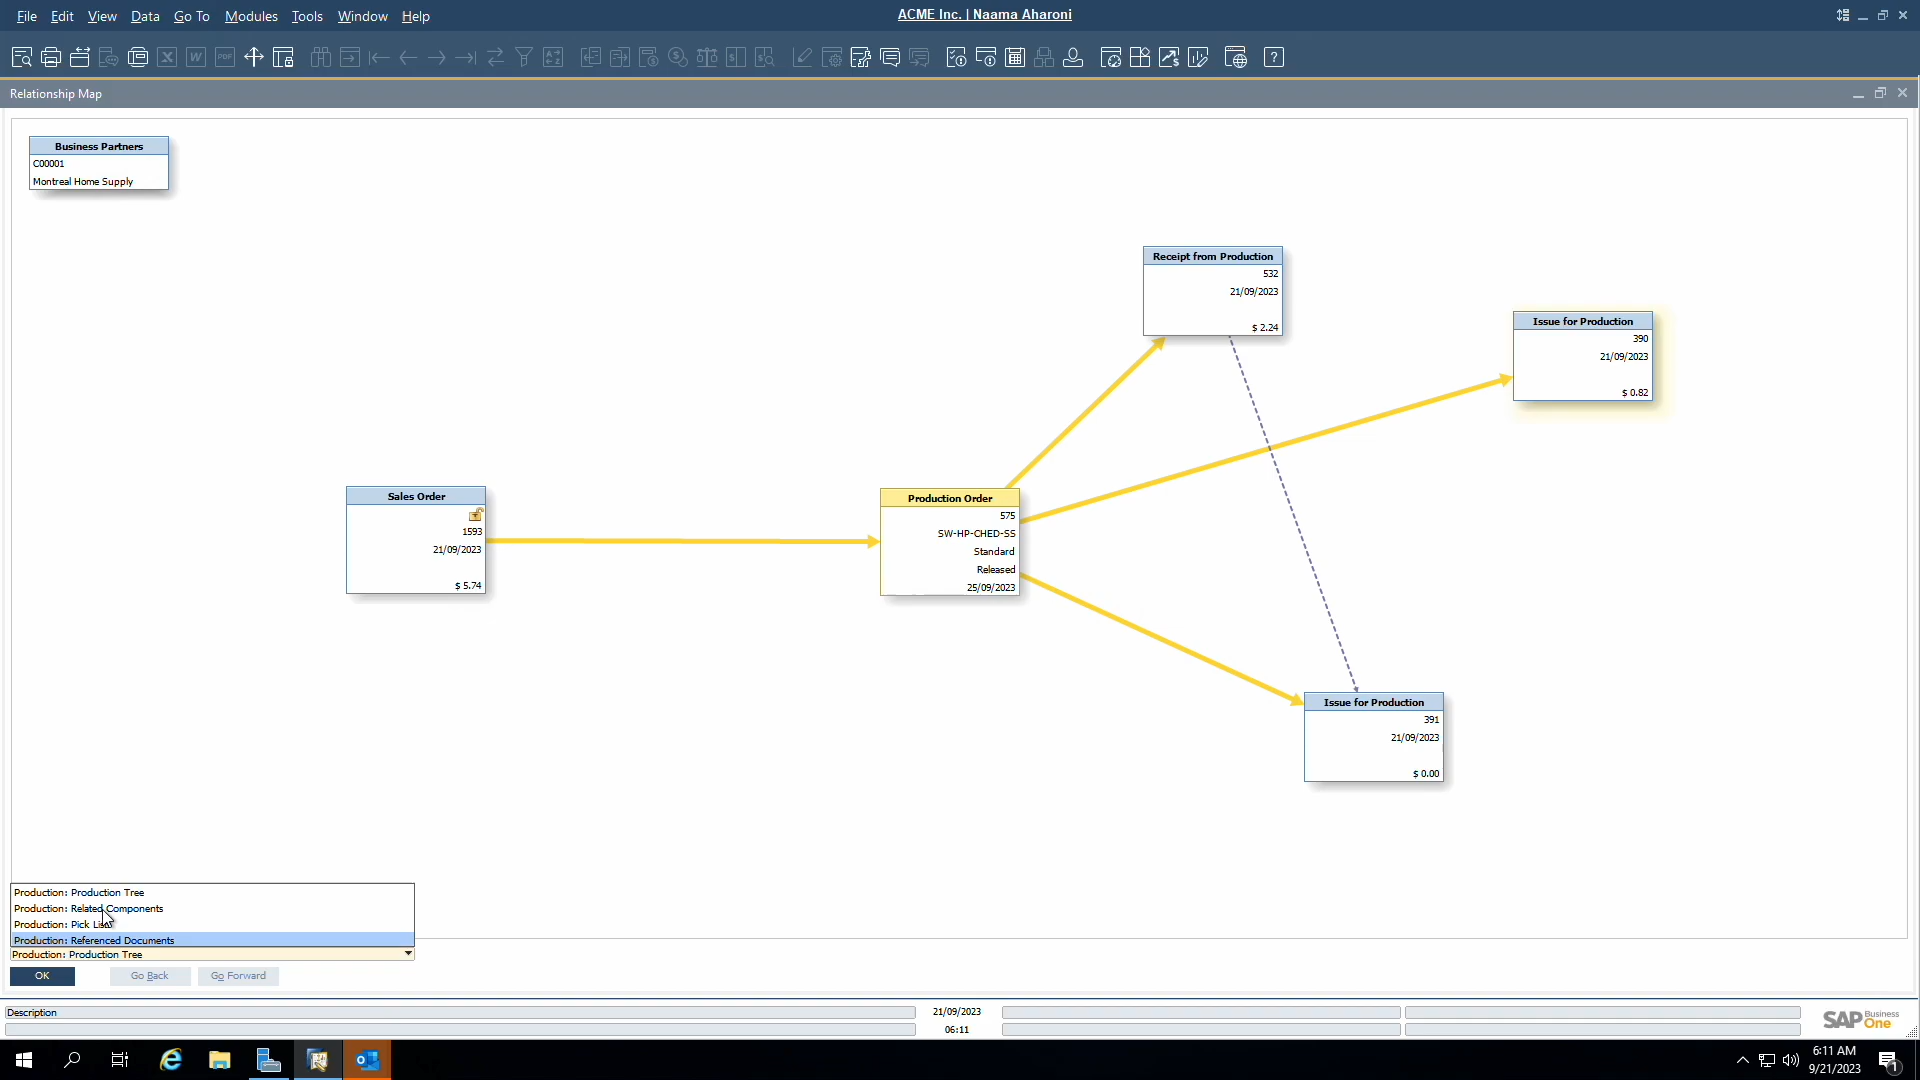 File Edit View Data Go To Modules Tools Window Help
ACME Inc. | Naama Aharoni
Relationship Map
Business Partners
C00001
Montreal Home Supply
Receipt from Production
532
21/09/2023
$ 2.24
Issue for Production
390
21/09/2023
$ 0.82
Sales Order
1593
21/09/2023
$ 5.74
Production Order
575
SW-HP-CHED-SS
Standard
Released
25/09/2023
Issue for Production
391
21/09/2023
$ 0.00
Production: Production Tree
Production: Related Components
Production: Pick
Production: Referenced Documents
Production: Production Tree
OK Go Back Go Forward
Description 21/09/2023
06:11
SAP Business One
6:11 AM
9/21/2023
1